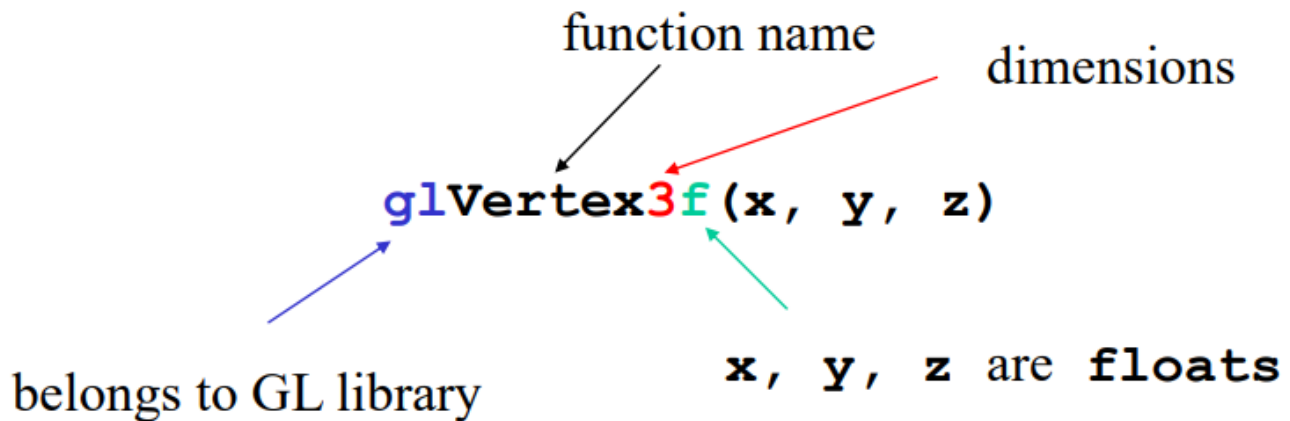 function name
dimensions
glVertex3f(x, y, z)
belongs to GL library
x, y, z are floats